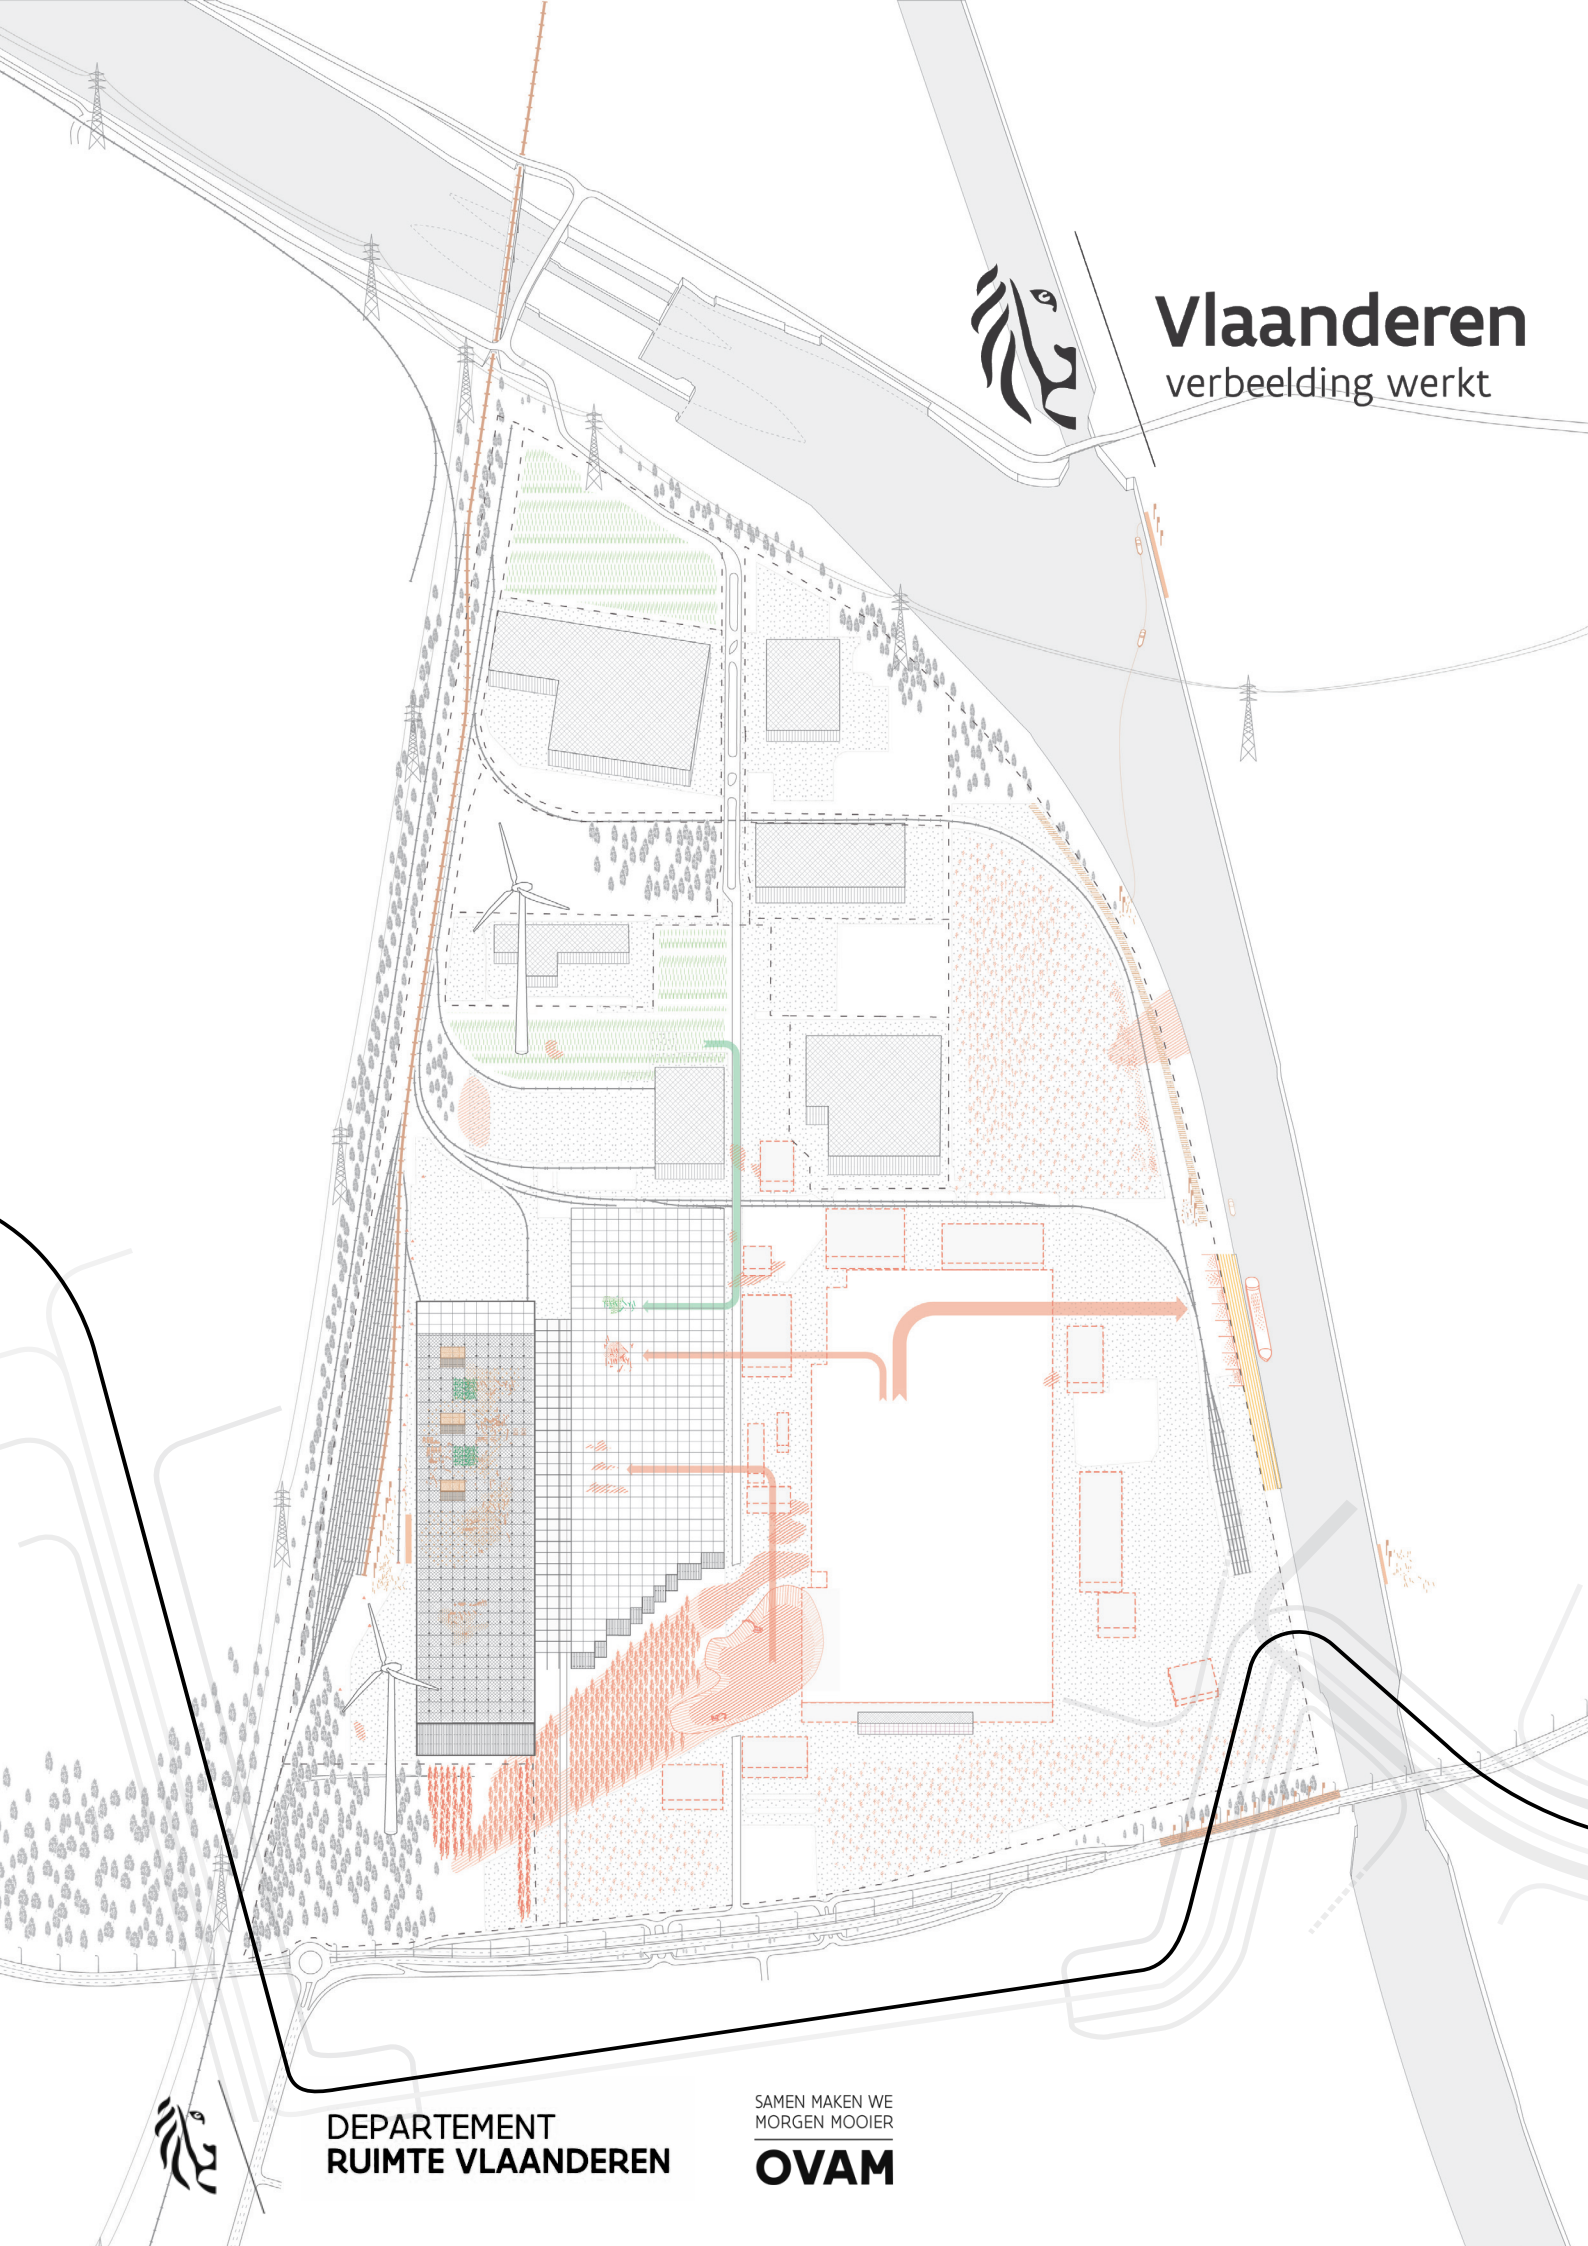 Vlaanderen
verbeelding werkt
DEPARTEMENT
RUIMTE VLAANDEREN
SAMEN MAKEN WE
MORGEN MOOIER
OVAM